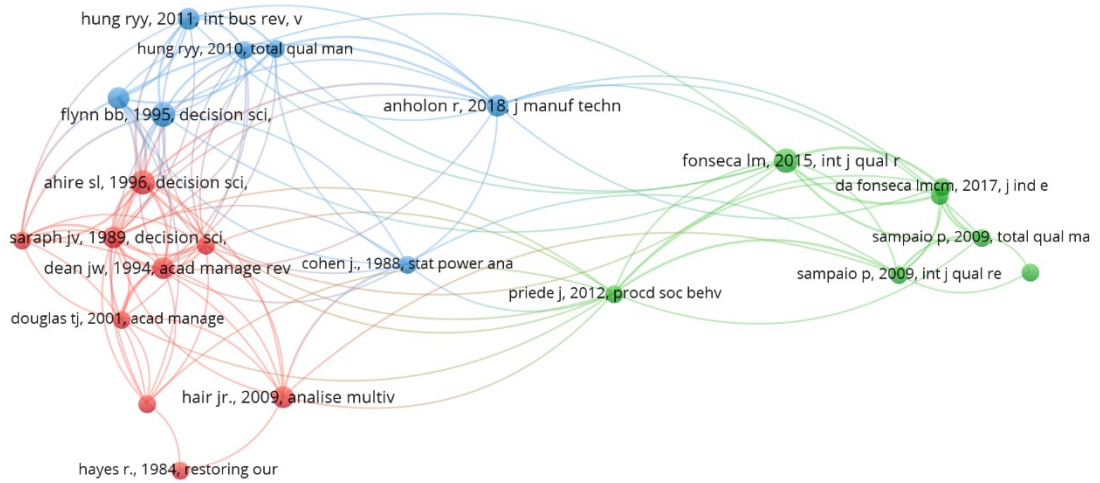 hung ryy, 2011, int bus rev, v
hung ryy, 2010, total qual man
flynn bb, 1995, decision sci,
anholon r, 2018, j manuf techn
fonseca lm, 2015, int j qual r
ahire sl, 1996, decision sci,
da fonseca lmcm, 2017, j ind e
saraph jv, 1989, decision sci,
sampaio p, 2009, total qual ma
dean jw, 1994, acad manage rev
cohen j., 1988, stat power ana
sampaio p, 2009, int j qual re
priede j, 2012, procd soc behv
douglas tj, 2001, acad manage
hair jr., 2009, analise multiv
hayes r., 1984, restoring our